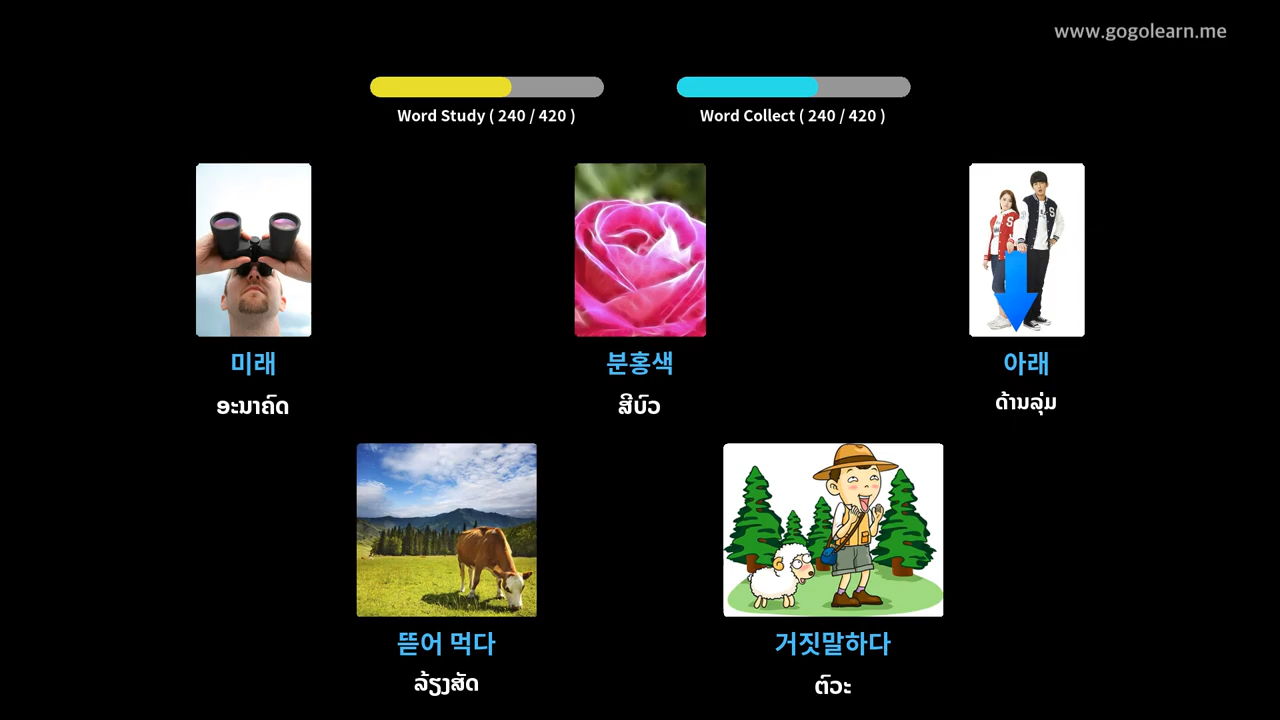 www.gogolearn.me
Word Study ( 240 / 420 )
Word Collect ( 240 / 420 )
미래
분홍색
아래
ອະນາຄົດ
ສີບົວ
ດ້ານລຸ່ມ
뜯어 먹다
거짓말하다
ລ້ຽງສັດ
ຕົວະ